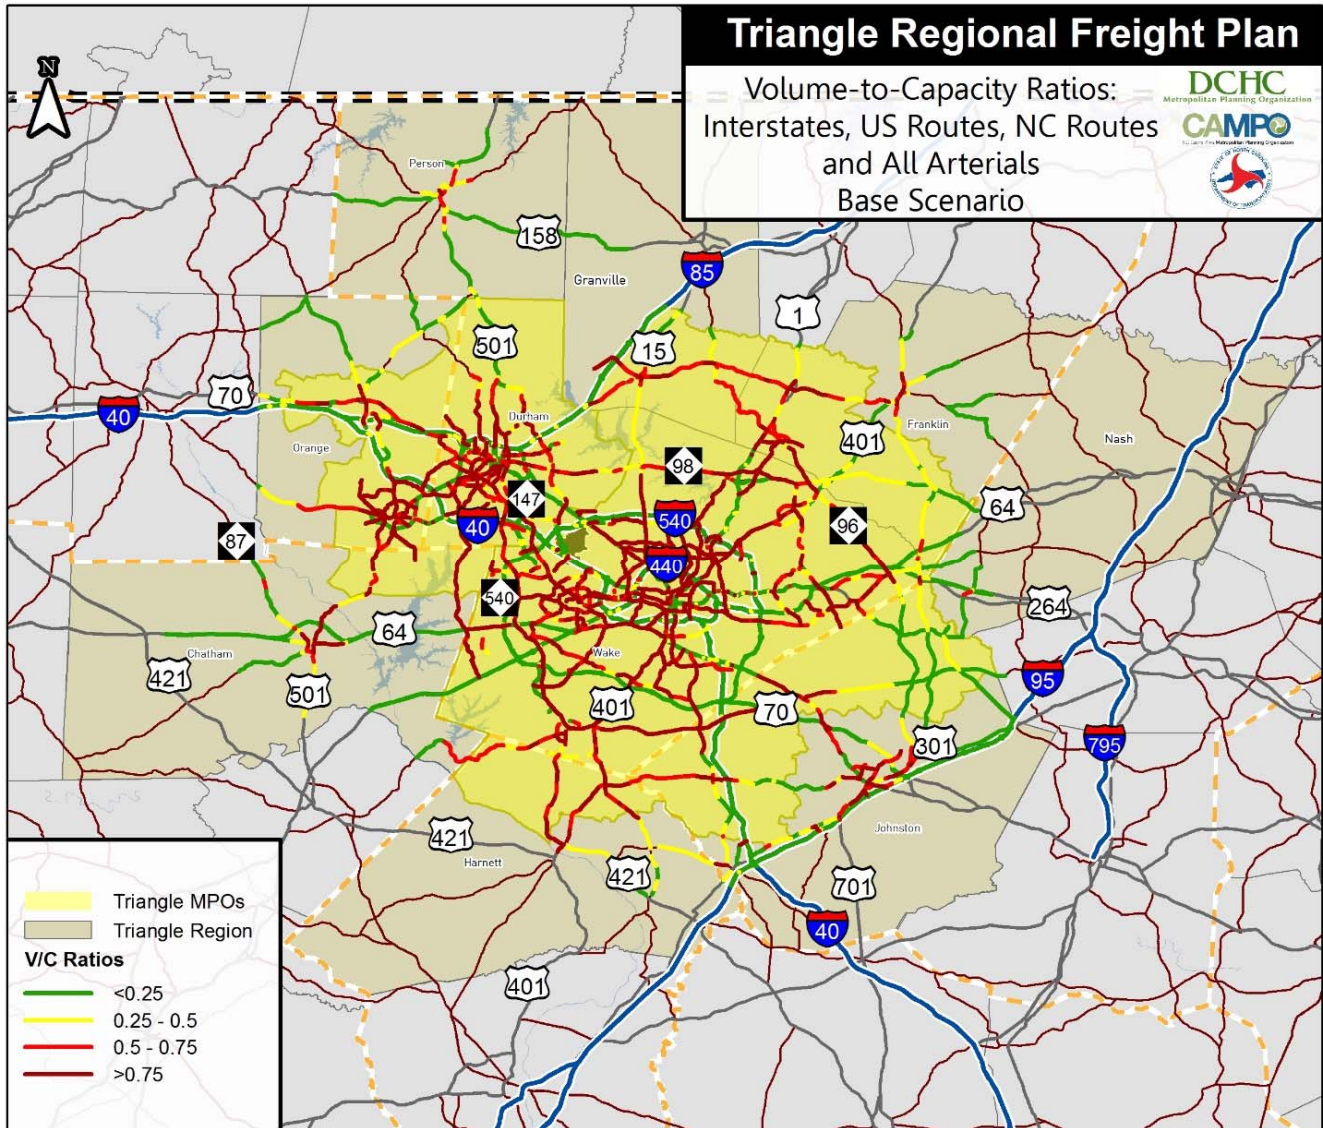 Triangle Regional Freight Plan
Volume-to-Capacity Ratios:
Interstates, US Routes, NC Routes
and All Arterials
Base Scenario
DCHC
Metropolitan Planning Organization
CAMPO
N
Person
158
Granville
85
1
501
15
70
40
Durham
Orange
401
Franklin
Nash
98
147
40
540
64
96
87
440
540
264
64
Chatham
Wake
421
95
501
401
70
301
795
Johnston
421
Harnett
421
701
40
401
Triangle MPOs
Triangle Region
V/C Ratios
<0.25
0.25 - 0.5
0.5 - 0.75
>0.75